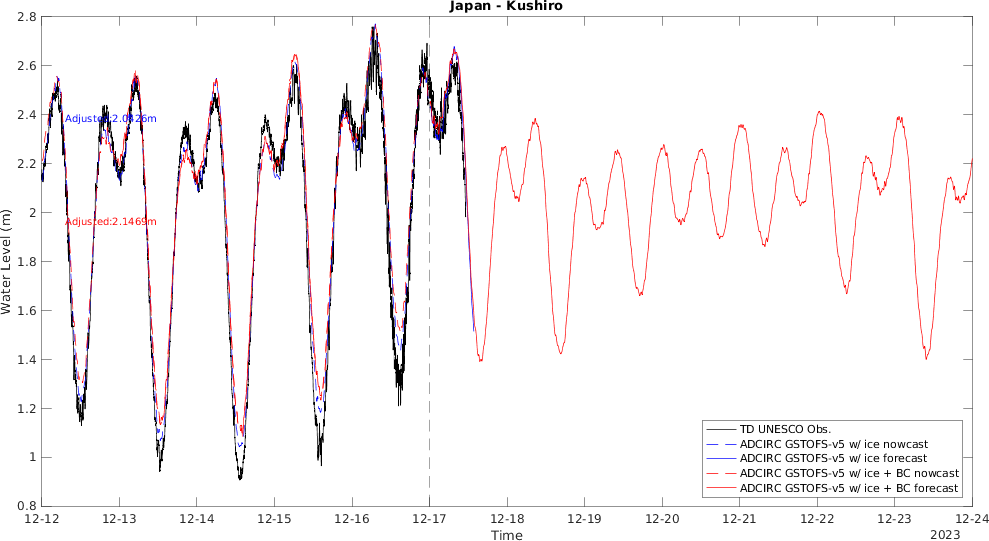 Japan - Kushiro
2.8
2.6
2.4
2.2
2
1.8
1.6
1.4
1.2
1
0.8
Water Level (m)
Adjusted:2.0426m
Adjusted:2.1469m
TD UNESCO Obs.
ADCIRC GSTOFS-v5 w/ ice nowcast
ADCIRC GSTOFS-v5 w/ ice forecast
ADCIRC GSTOFS-v5 w/ ice + BC nowcast
ADCIRC GSTOFS-v5 w/ ice + BC forecast
12-12 12-13 12-14 12-15 12-16 12-17 12-18 12-19 12-20 12-21 12-22 12-23 12-24
Time
2023